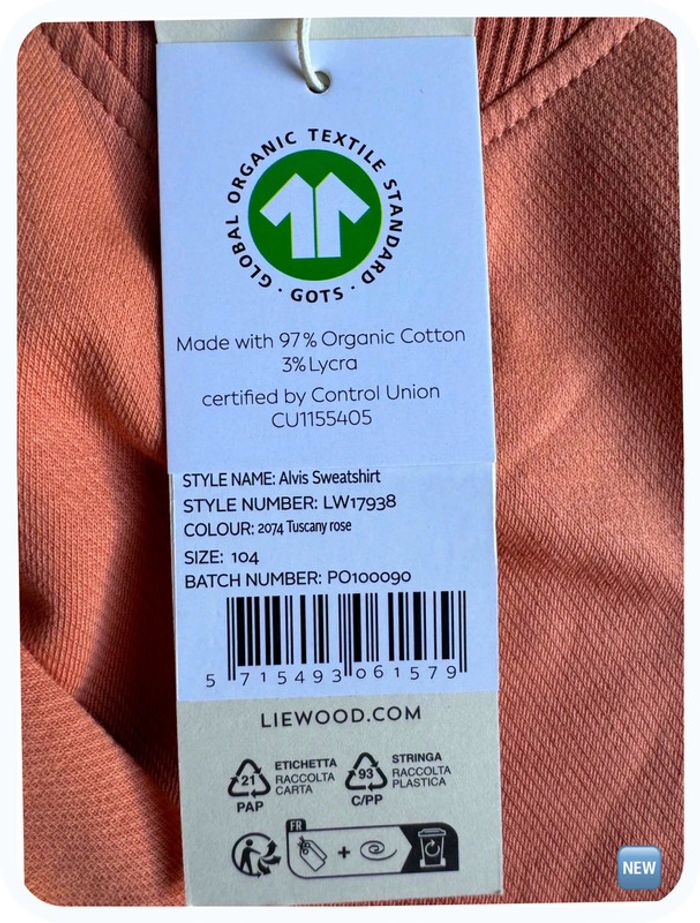 GLOBAL ORGANIC TEXTILE STANDARD · GOTS ·
Made with 97% Organic Cotton
3% Lycra
certified by Control Union
CU1155405
STYLE NAME: Alvis Sweatshirt
STYLE NUMBER: LW17938
COLOUR: 2074 Tuscany rose
SIZE: 104
BATCH NUMBER: PO100090
5 715493 061579
LIEWOOD.COM
21
PAP
ETICHETTA
RACCOLTA
CARTA
93
C/PP
STRINGA
RACCOLTA
PLASTICA
FR
+
NEW